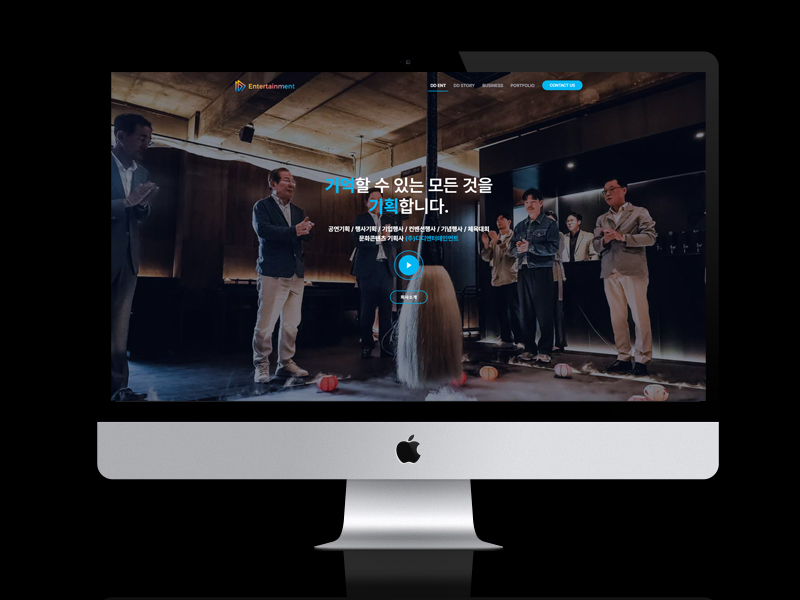 Entertainment
DD ENT DD STORY BUSINESS PORTFOLIO CONTACT US
기억할 수 있는 모든 것을
기획합니다.
공연기획 / 행사기획 / 기업행사 / 컨벤션행사 / 기념행사 / 체육대회
문화콘텐츠 기획사 (주)디디엔터테인먼트
회사소개